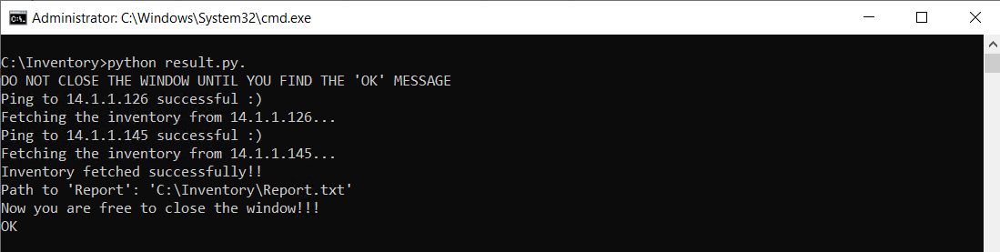 Administrator: C:\Windows\System32\cmd.exe
C:\Inventory>python result.py.
DO NOT CLOSE THE WINDOW UNTIL YOU FIND THE 'OK' MESSAGE
Ping to 14.1.1.126 successful :)
Fetching the inventory from 14.1.1.126...
Ping to 14.1.1.145 successful :)
Fetching the inventory from 14.1.1.145...
Inventory fetched successfully!!
Path to 'Report': 'C:\Inventory\Report.txt'
Now you are free to close the window!!!
OK